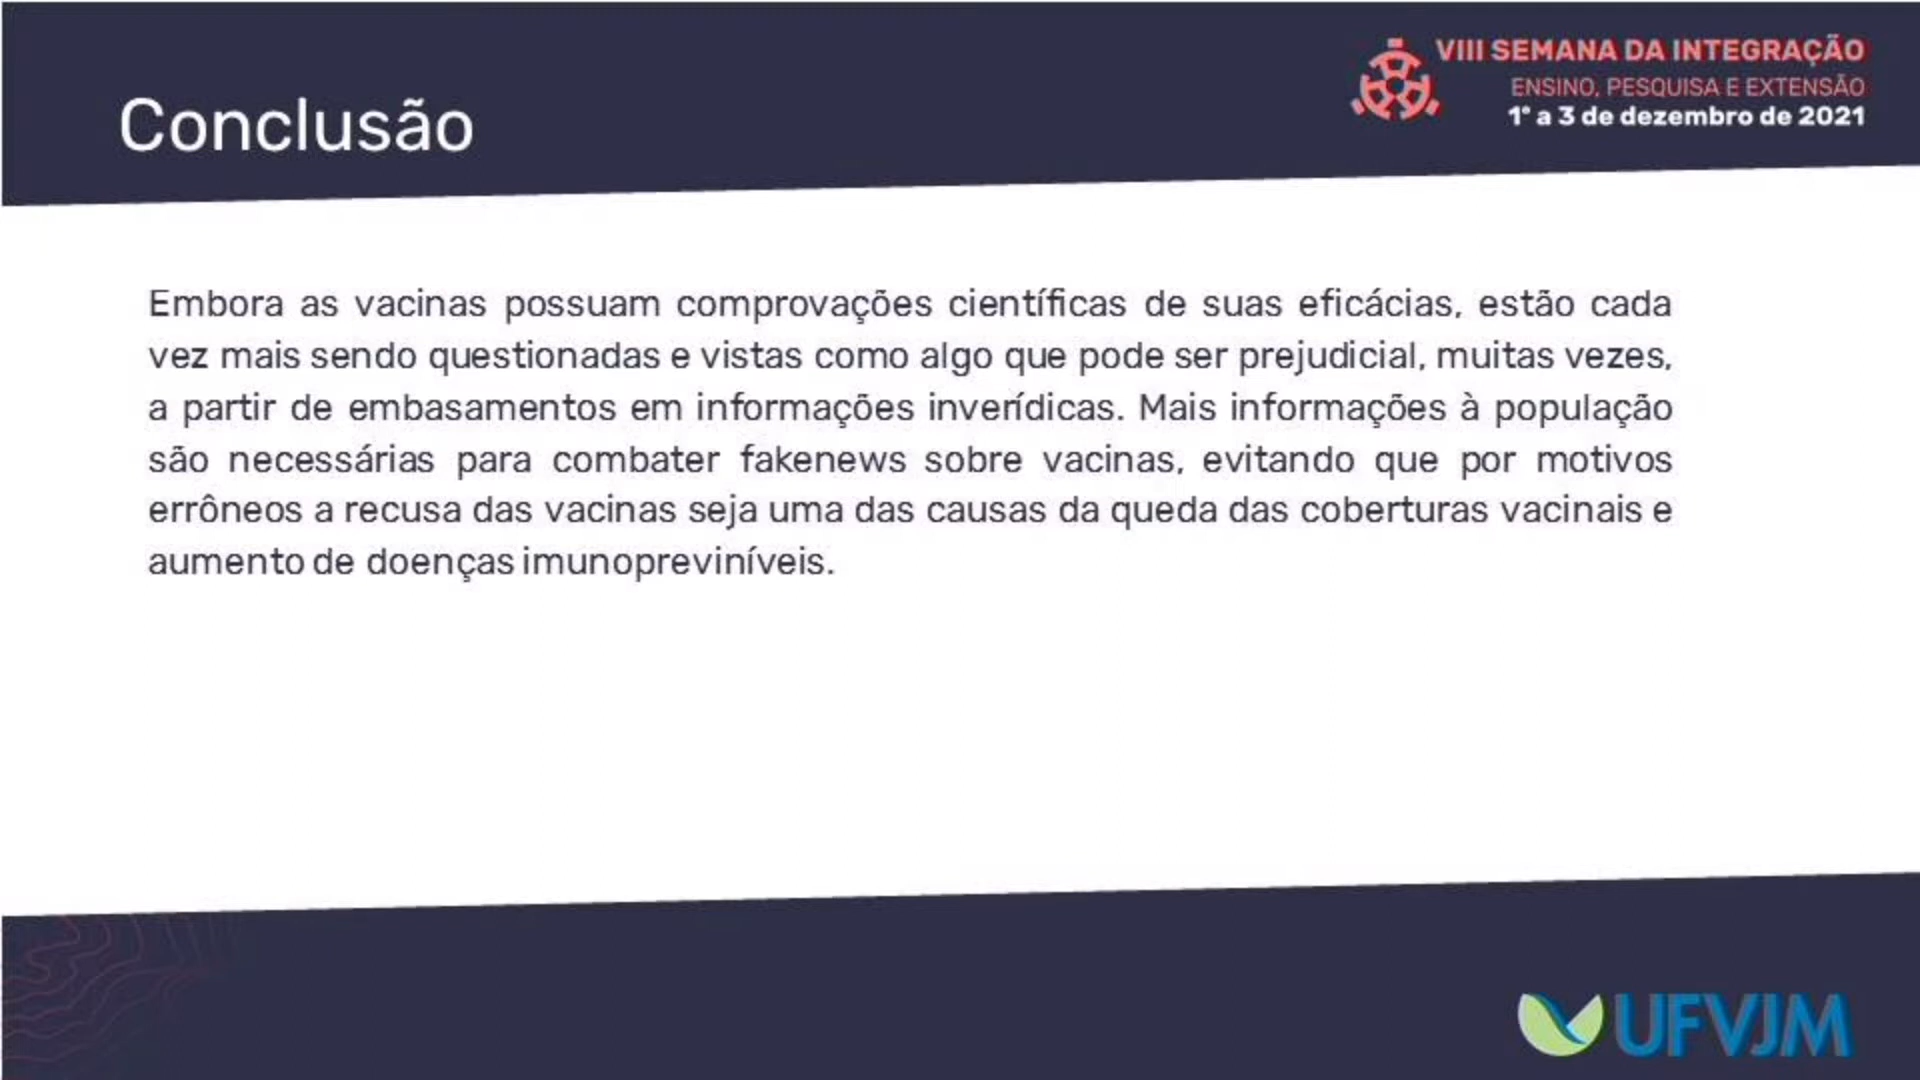 Conclusão
VIII SEMANA DA INTEGRAÇÃO
ENSINO, PESQUISA E EXTENSÃO
1º a 3 de dezembro de 2021
Embora as vacinas possuam comprovações científicas de suas eficácias, estão cada
vez mais sendo questionadas e vistas como algo que pode ser prejudicial, muitas vezes,
a partir de embasamentos em informações inverídicas. Mais informações à população
são necessárias para combater fakenews sobre vacinas, evitando que por motivos
errôneos a recusa das vacinas seja uma das causas da queda das coberturas vacinais e
aumento de doenças imunopreviníveis.
UFVJM